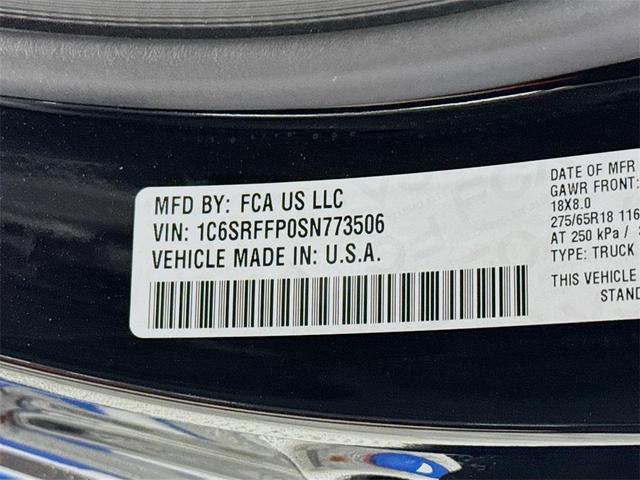 MFD BY: FCA US LLC
VIN: 1C6SRFFP0SN773506
VEHICLE MADE IN: U.S.A.
DATE OF MFR
GAWR FRONT:
18X8.0
275/65R18 116
AT 250 kPa /
TYPE: TRUCK
THIS VEHICLE
STAND